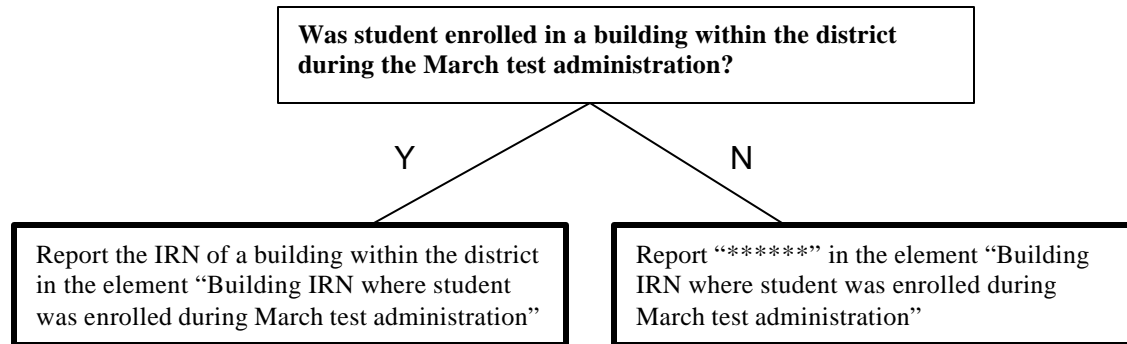 Was student enrolled in a building within the district
during the March test administration?
Y
N
Report the IRN of a building within the district
in the element “Building IRN where student
was enrolled during March test administration”
Report “******” in the element “Building
IRN where student was enrolled during
March test administration”